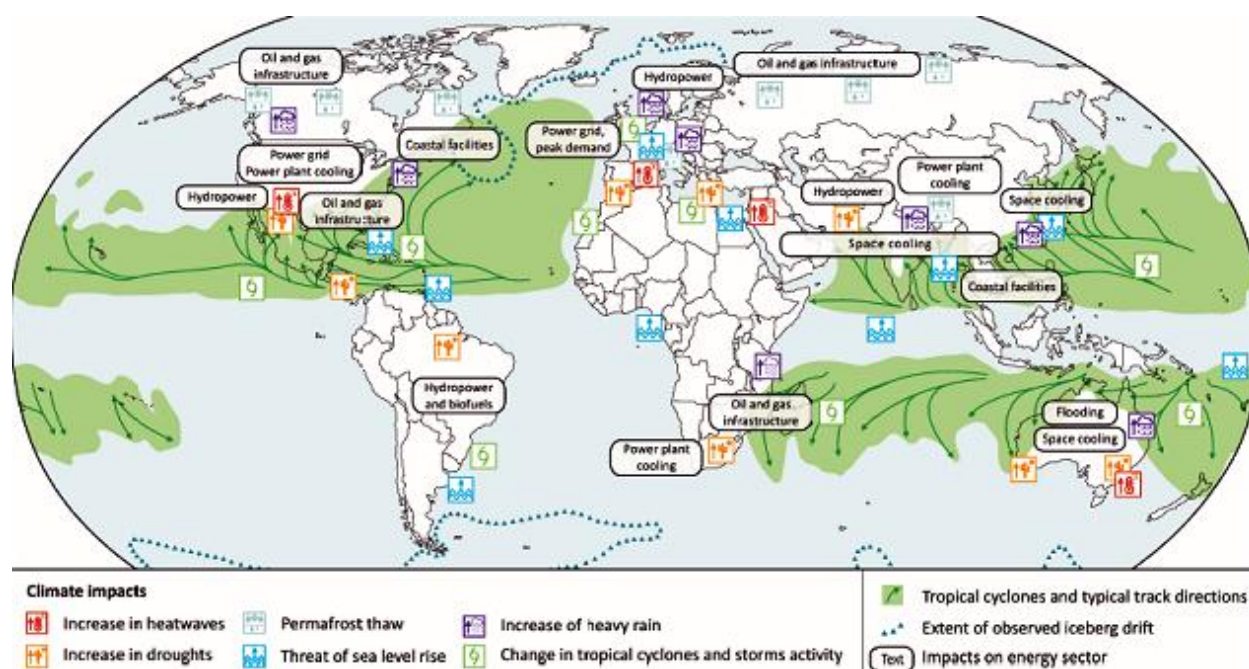 Oil and gas
infrastructure
Hydropower
Oil and gas infrastructure
Power grid
Power plant cooling
Coastal facilities
Power grid,
peak demand
Power plant
cooling
Hydropower
Oil and gas
infrastructure
Hydropower
Space cooling
Space cooling
Coastal facilities
Hydropower
and biofuels
Oil and gas
infrastructure
Flooding
Space cooling
Power plant
cooling
Climate impacts
Increase in heatwaves
Permafrost thaw
Increase of heavy rain
Increase in droughts
Threat of sea level rise
Change in tropical cyclones and storms activity
Tropical cyclones and typical track directions
Extent of observed iceberg drift
Text
Impacts on energy sector